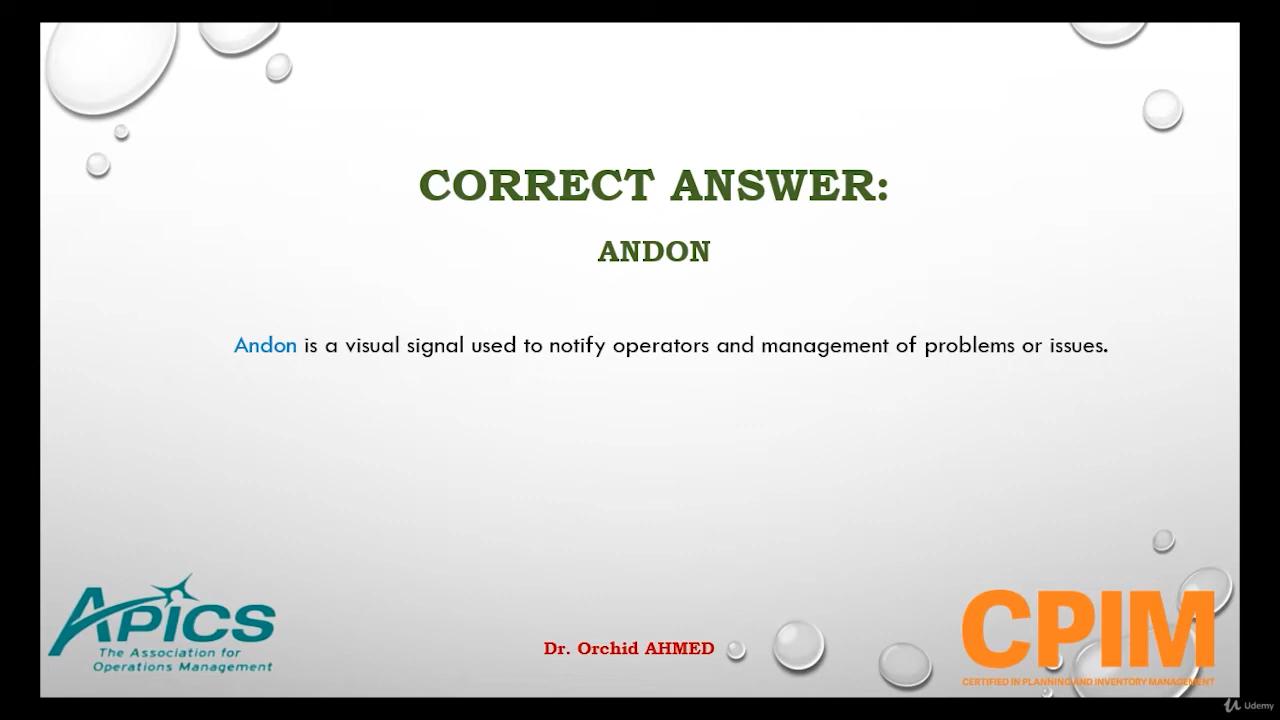 CORRECT ANSWER:
ANDON
Andon is a visual signal used to notify operators and management of problems or issues.
APICS
The Association for
Operations Management
Dr. Orchid AHMED
CPIM
CERTIFIED IN PLANNING AND INVENTORY MANAGEMENT
Udemy